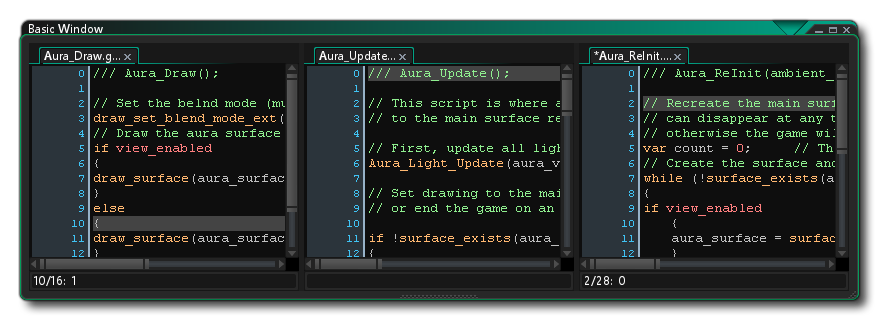 Basic Window
Aura_Draw.g...
0 /// Aura_Draw();
1
2 // Set the belnd mode (mu
3 draw_set_blend_mode_ext(
4 // Draw the aura surface
5 if view_enabled
6 {
7 draw_surface(aura_surfac
8 }
9 else
10 {
11 draw_surface(aura_surfac
12 }
10/16: 1
Aura_Update...
0 /// Aura_Update();
1
2 // This script is where a
3 // to the main surface re
4
5 // First, update all ligh
6 Aura_Light_Update(aura_v
7
8 // Set drawing to the mai
9 // or end the game on an
10
11 if !surface_exists(aura_
12 {
*Aura_ReInit....
0 /// Aura_ReInit(ambient_
1
2 // Recreate the main surf
3 // can disappear at any t
4 // otherwise the game wil
5 var count = 0; // Th
6 // Create the surface and
7 while (!surface_exists(a
8 {
9 if view_enabled
10 {
11 aura_surface = surfac
12 }
2/28: 0